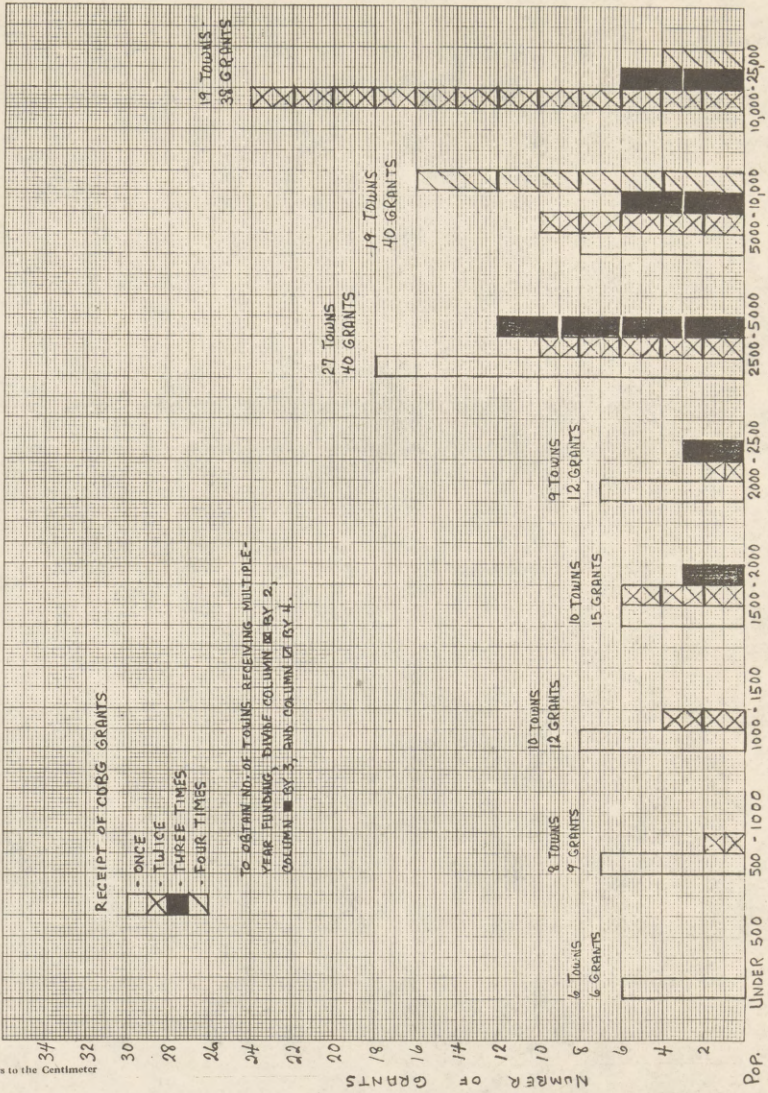 RECEIPT OF CDBG GRANTS
- ONCE
- TWICE
- THREE TIMES
- FOUR TIMES
TO OBTAIN NO. OF TOWNS RECEIVING MULTIPLE-
YEAR FUNDING, DIVIDE COLUMN BY 2,
COLUMN BY 3, AND COLUMN BY 4.
34
32
30
28
26
24
22
20
18
16
14
12
10
8
6
4
2
NUMBER OF GRANTS
6 TOWNS
6 GRANTS
8 TOWNS
9 GRANTS
10 TOWNS
12 GRANTS
10 TOWNS
15 GRANTS
9 TOWNS
12 GRANTS
27 TOWNS
40 GRANTS
19 TOWNS
40 GRANTS
19 TOWNS -
38 GRANTS
POP.
UNDER 500
500 - 1000
1000 - 1500
1500 - 2000
2000 - 2500
2500 - 5000
5000 - 10,000
10,000 - 25,000
s to the Centimeter